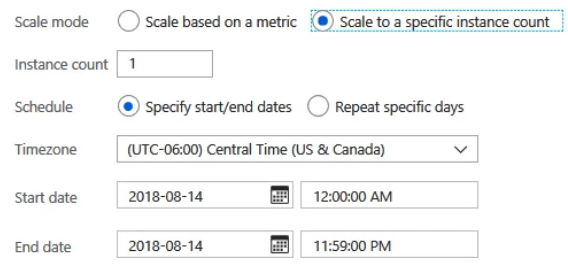 Scale mode Scale based on a metric Scale to a specific instance count
Instance count 1
Schedule Specify start/end dates Repeat specific days
Timezone (UTC-06:00) Central Time (US & Canada)
Start date 2018-08-14 12:00:00 AM
End date 2018-08-14 11:59:00 PM